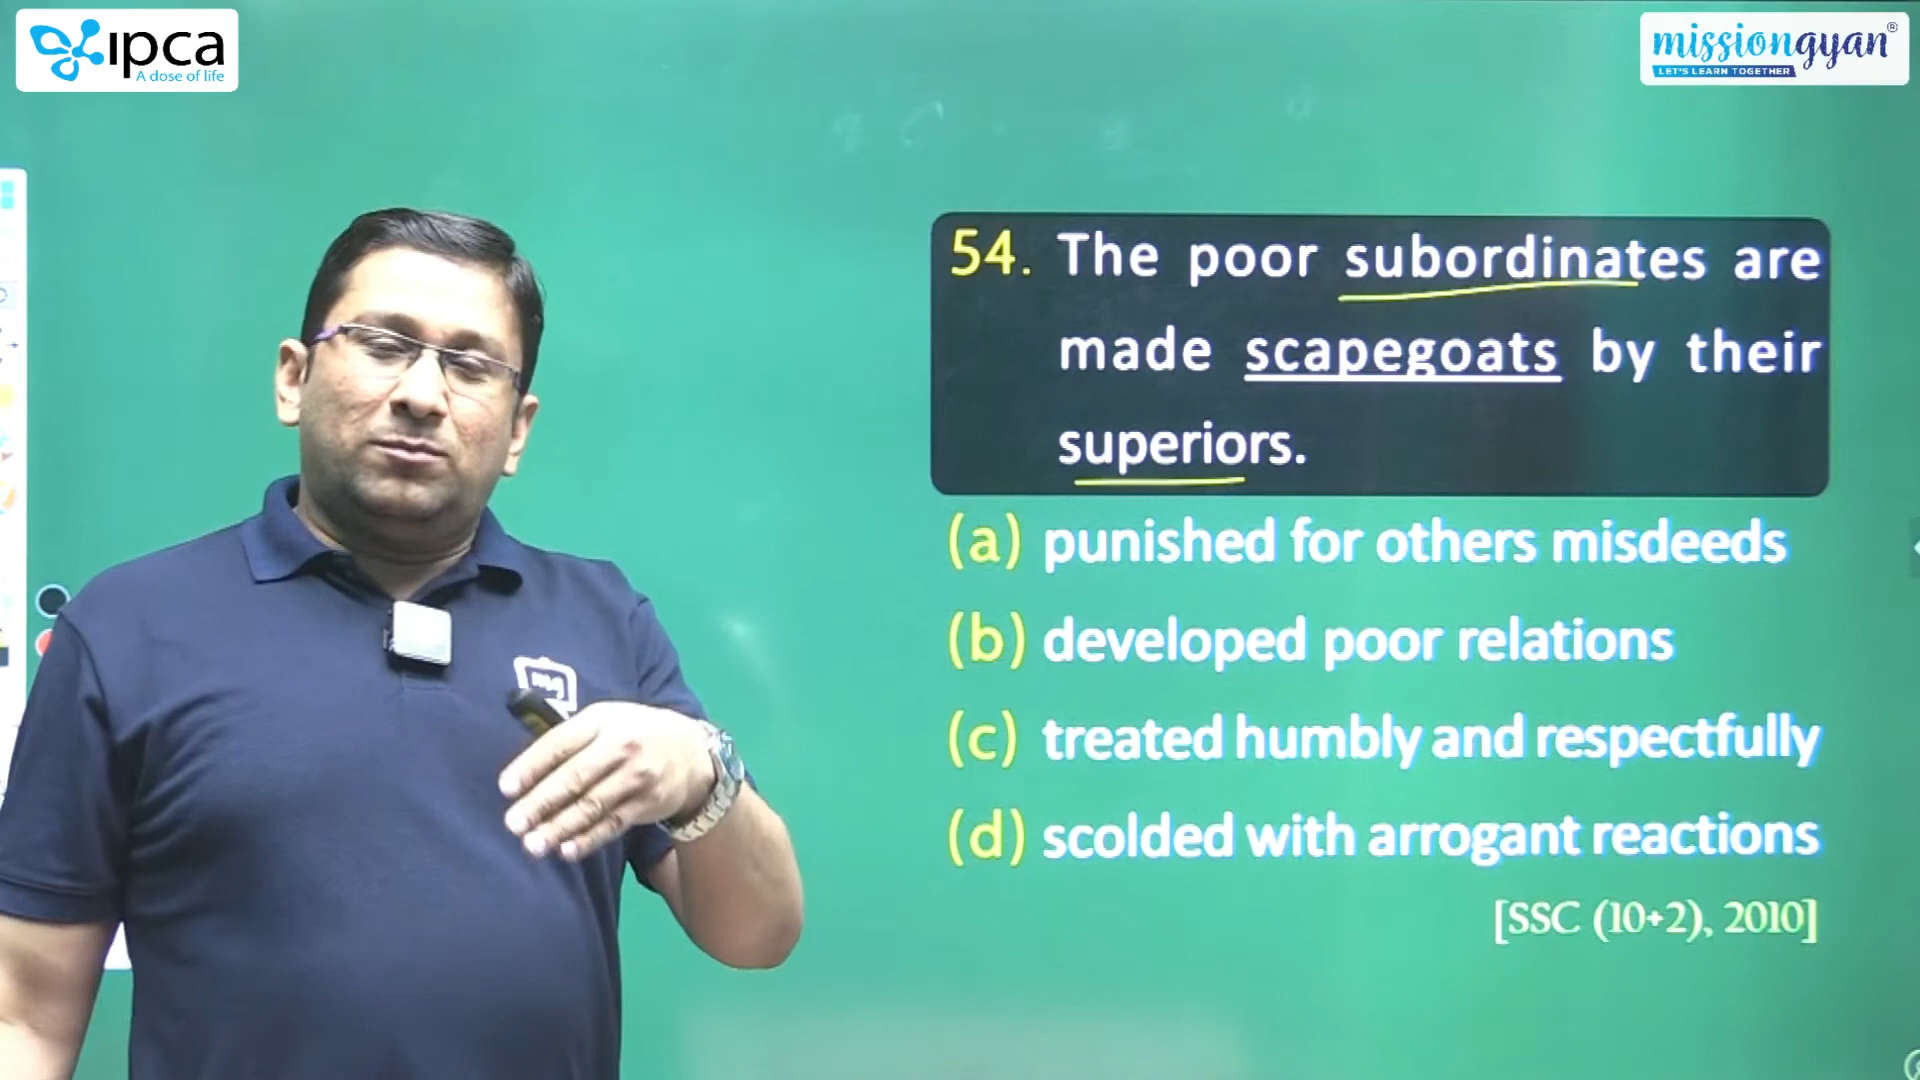 ipca
A dose of life
missiongyan®
LET'S LEARN TOGETHER
54. The poor subordinates are
made scapegoats by their
superiors.
(a) punished for others misdeeds
(b) developed poor relations
(c) treated humbly and respectfully
(d) scolded with arrogant reactions
[SSC (10+2), 2010]
mg